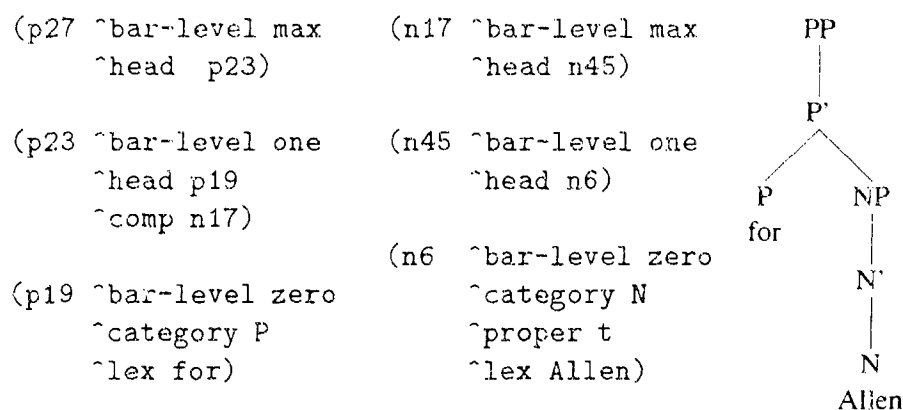 (p27 ^bar-level max
^head p23)
(p23 ^bar-level one
^head p19
^comp n17)
(p19 ^bar-level zero
^category P
^lex for)
(n17 ^bar-level max
^head n45)
(n45 ^bar-level one
^head n6)
(n6 ^bar-level zero
^category N
^proper t
^lex Allen)
PP
P'
P NP
for
N'
N
Allen